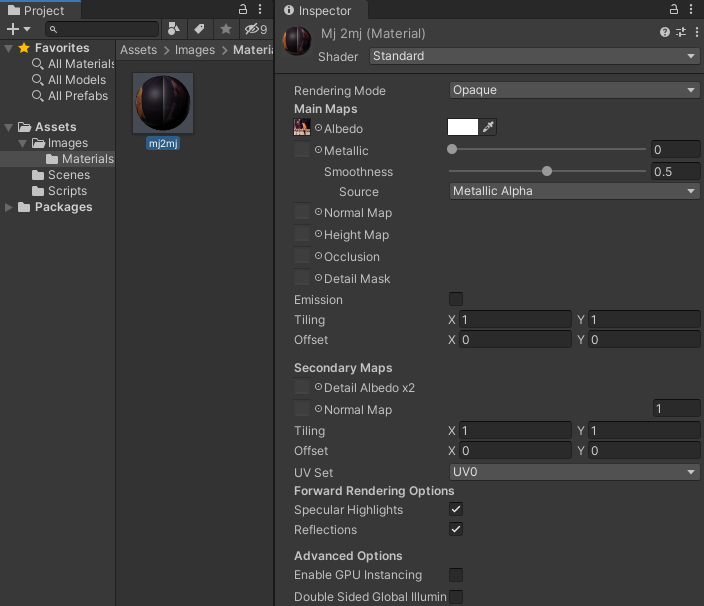 Project
9
Favorites
All Materials
All Models
All Prefabs
Assets
Images
Materials
Scenes
Scripts
Packages
Assets > Images > Materia
mj2mj
Inspector
Mj 2mj (Material)
Shader Standard
Rendering Mode Opaque
Main Maps
Albedo
Metallic 0
Smoothness 0.5
Source Metallic Alpha
Normal Map
Height Map
Occlusion
Detail Mask
Emission
Tiling X 1 Y 1
Offset X 0 Y 0
Secondary Maps
Detail Albedo x2
Normal Map 1
Tiling X 1 Y 1
Offset X 0 Y 0
UV Set UV0
Forward Rendering Options
Specular Highlights
Reflections
Advanced Options
Enable GPU Instancing
Double Sided Global Illumin